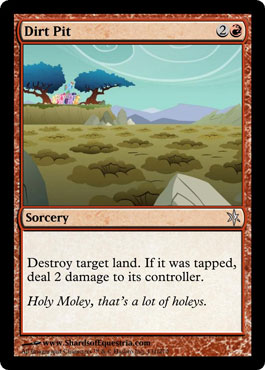 Dirt Pit 2
Sorcery
Destroy target land. If it was tapped,
deal 2 damage to its controller.
Holy Moley, that's a lot of holeys.
www.ShardsofEquestria.com